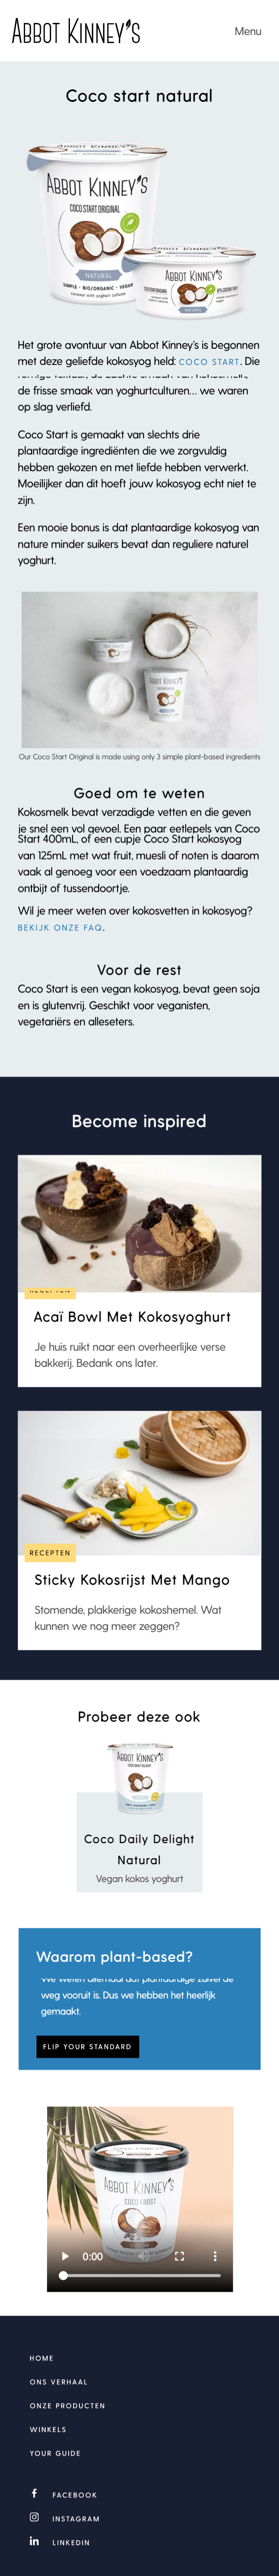 ABBOT KINNEY'S
Menu
Coco start natural
ABBOT KINNEY'S
COCO START ORIGINAL
NATURAL
SIMPLE · BIO/ORGANIC · VEGAN
coconut with yoghurt cultures
ABBOT KINNEY'S
NATURAL
Het grote avontuur van Abbot Kinney's is begonnen
met deze geliefde kokosyog held: COCO START. Die
de frisse smaak van yoghurtculturen… we waren
op slag verliefd.
Coco Start is gemaakt van slechts drie
plantaardige ingrediënten die we zorgvuldig
hebben gekozen en met liefde hebben verwerkt.
Moeilijker dan dit hoeft jouw kokosyog echt niet te
zijn.
Een mooie bonus is dat plantaardige kokosyog van
nature minder suikers bevat dan reguliere naturel
yoghurt.
Our Coco Start Original is made using only 3 simple plant-based ingredients
Goed om te weten
Kokosmelk bevat verzadigde vetten en die geven
je snel een vol gevoel. Een paar eetlepels van Coco
Start 400mL, of een cupje Coco Start kokosyog
van 125mL met wat fruit, muesli of noten is daarom
vaak al genoeg voor een voedzaam plantaardig
ontbijt of tussendoortje.
Wil je meer weten over kokosvetten in kokosyog?
BEKIJK ONZE FAQ.
Voor de rest
Coco Start is een vegan kokosyog, bevat geen soja
en is glutenvrij. Geschikt voor veganisten,
vegetariërs en alleseters.
Become inspired
RECEPTEN
Acaï Bowl Met Kokosyoghurt
Je huis ruikt naar een overheerlijke verse
bakkerij. Bedank ons later.
RECEPTEN
Sticky Kokosrijst Met Mango
Stomende, plakkerige kokoshemel. Wat
kunnen we nog meer zeggen?
Probeer deze ook
ABBOT KINNEY'S
Coco Daily Delight
Natural
Vegan kokos yoghurt
Waarom plant-based?
We weten allemaal dat plantaardige zuivel de
weg vooruit is. Dus we hebben het heerlijk
gemaakt.
FLIP YOUR STANDARD
ABBOT KINNEY'S
COCO FROST
COCOA
0:00
HOME
ONS VERHAAL
ONZE PRODUCTEN
WINKELS
YOUR GUIDE
FACEBOOK
INSTAGRAM
LINKEDIN